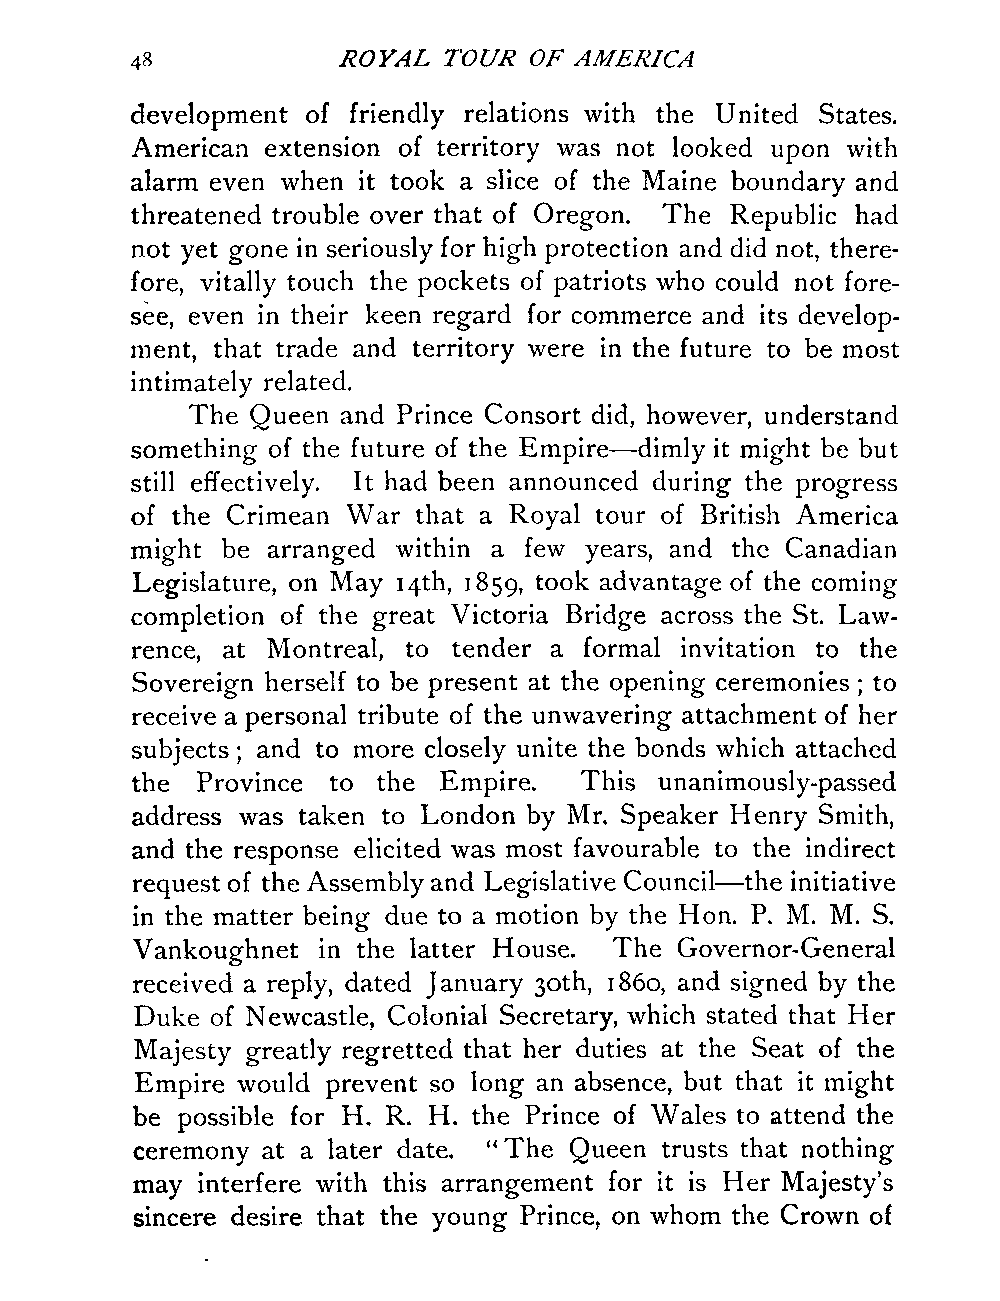 48 ROYAL TOUR OF AMERICA
development of friendly relations with the United States.
American extension of territory was not looked upon with
alarm even when it took a slice of the Maine boundary and
threatened trouble over that of Oregon. The Republic had
not yet gone in seriously for high protection and did not, there-
fore, vitally touch the pockets of patriots who could not fore-
see, even in their keen regard for commerce and its develop-
ment, that trade and territory were in the future to be most
intimately related.
The Queen and Prince Consort did, however, understand
something of the future of the Empire—dimly it might be but
still effectively. It had been announced during the progress
of the Crimean War that a Royal tour of British America
might be arranged within a few years, and the Canadian
Legislature, on May 14th, 1859, took advantage of the coming
completion of the great Victoria Bridge across the St. Law-
rence, at Montreal, to tender a formal invitation to the
Sovereign herself to be present at the opening ceremonies ; to
receive a personal tribute of the unwavering attachment of her
subjects ; and to more closely unite the bonds which attached
the Province to the Empire. This unanimously-passed
address was taken to London by Mr. Speaker Henry Smith,
and the response elicited was most favourable to the indirect
request of the Assembly and Legislative Council—the initiative
in the matter being due to a motion by the Hon. P. M. M. S.
Vankoughnet in the latter House. The Governor-General
received a reply, dated January 30th, 1860, and signed by the
Duke of Newcastle, Colonial Secretary, which stated that Her
Majesty greatly regretted that her duties at the Seat of the
Empire would prevent so long an absence, but that it might
be possible for H. R. H. the Prince of Wales to attend the
ceremony at a later date. "The Queen trusts that nothing
may interfere with this arrangement for it is Her Majesty's
sincere desire that the young Prince, on whom the Crown of